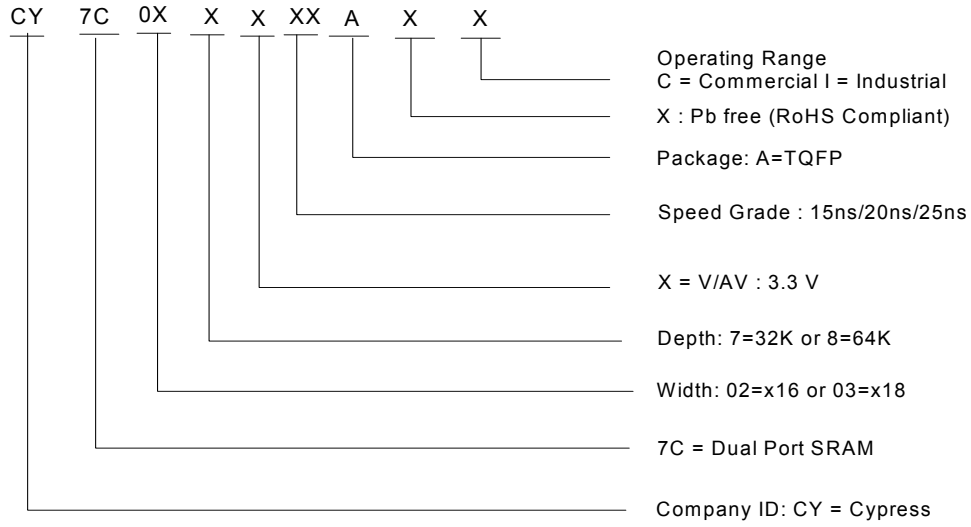 CY 7C 0X X X XX A X X
Operating Range
C = Commercial I = Industrial
X : Pb free (RoHS Compliant)
Package: A=TQFP
Speed Grade : 15ns/20ns/25ns
X = V/AV : 3.3 V
Depth: 7=32K or 8=64K
Width: 02=x16 or 03=x18
7C = Dual Port SRAM
Company ID: CY = Cypress